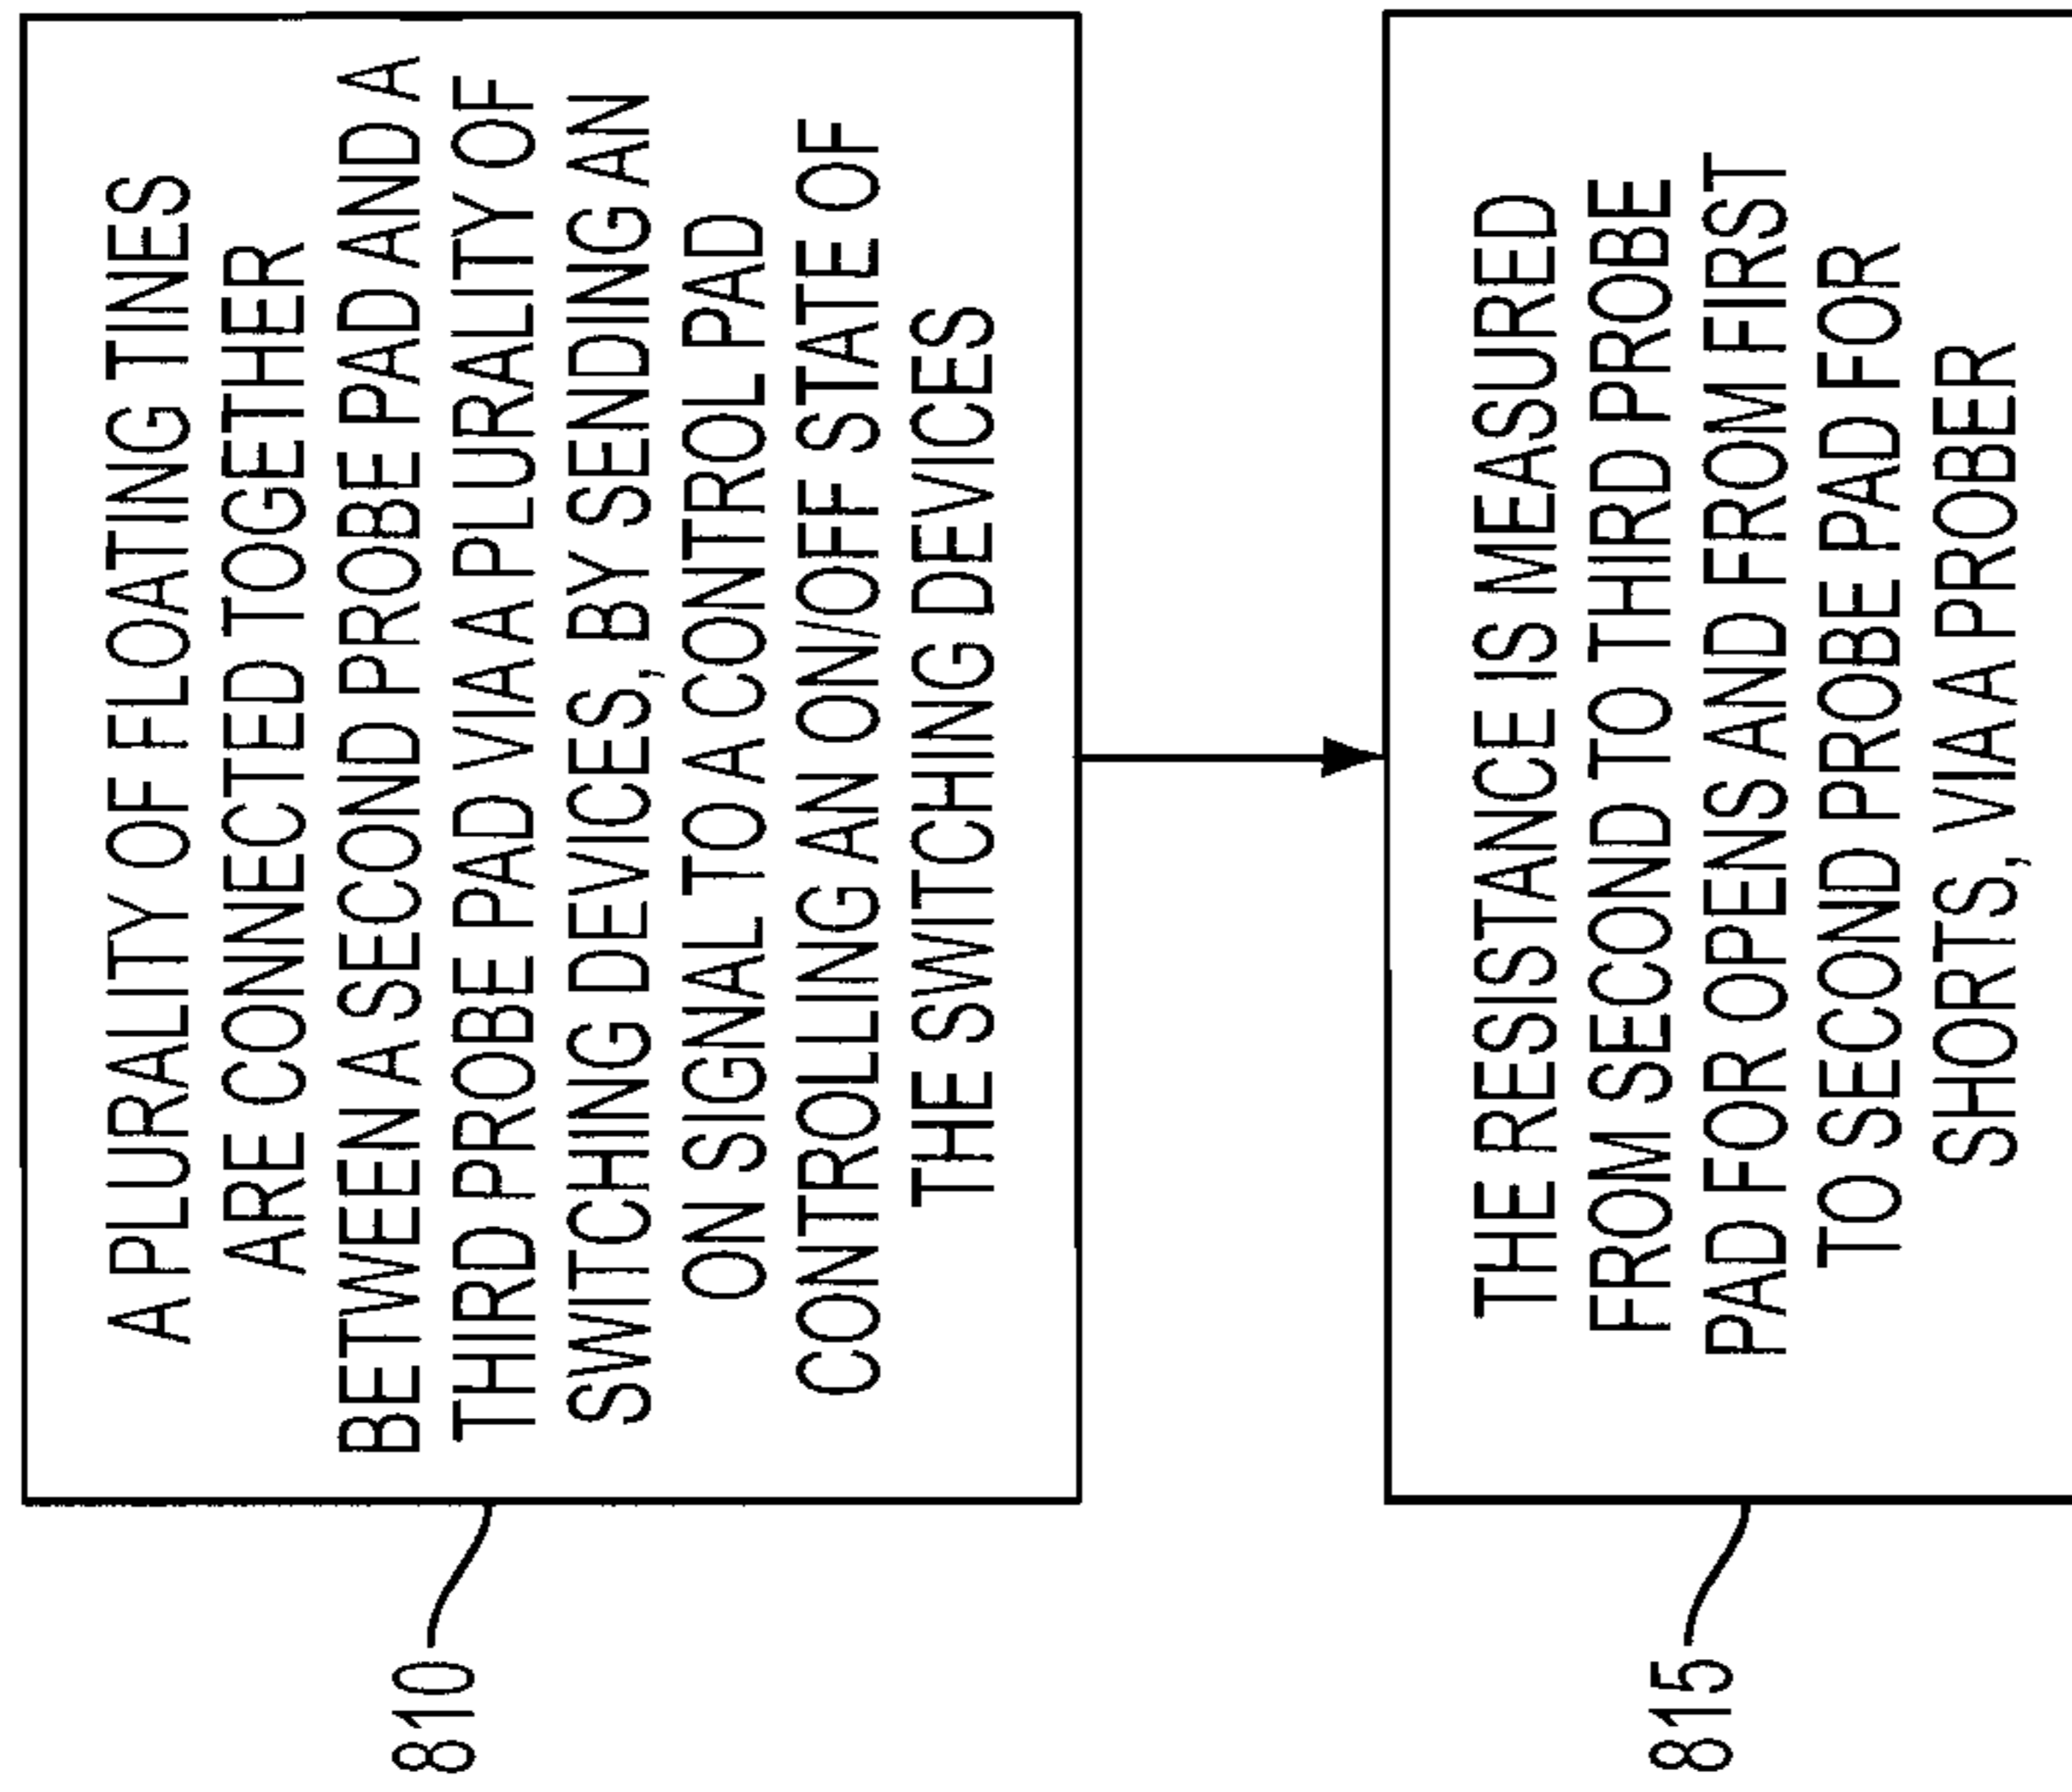 A PLURALITY OF FLOATING TINES
ARE CONNECTED TOGETHER
BETWEEN A SECOND PROBE PAD AND A
THIRD PROBE PAD VIA A PLURALITY OF
SWITCHING DEVICES, BY SENDING AN
ON SIGNAL TO A CONTROL PAD
CONTROLLING AN ON/OFF STATE OF
THE SWITCHING DEVICES
810
THE RESISTANCE IS MEASURED
FROM SECOND TO THIRD PROBE
PAD FOR OPENS AND FROM FIRST
TO SECOND PROBE PAD FOR
SHORTS, VIA A PROBER
815